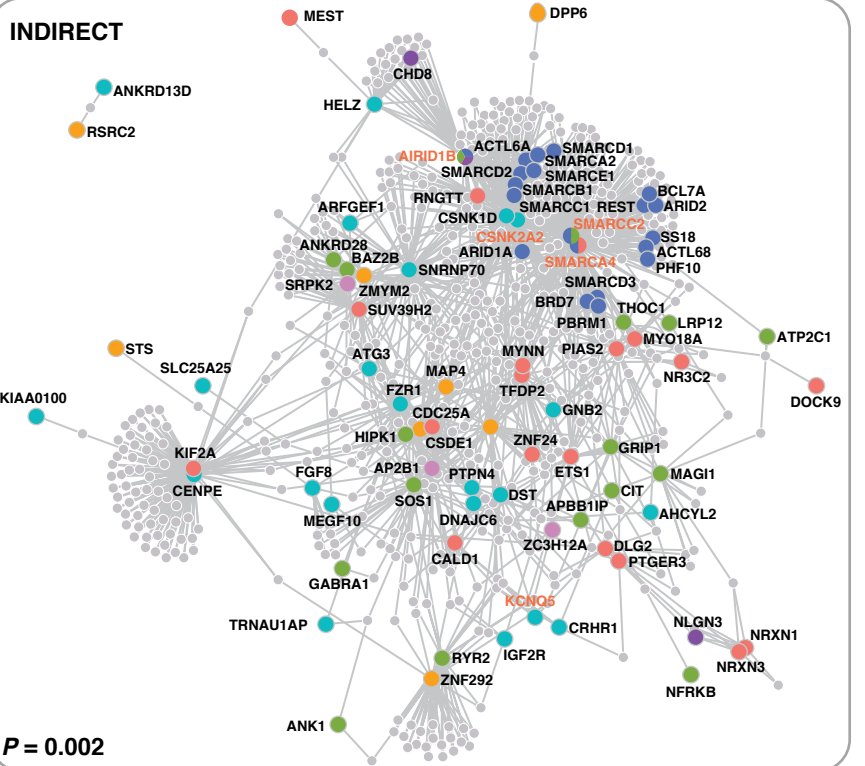 INDIRECT
MEST
DPP6
CHD8
ANKRD13D
HELZ
RSRC2
ACTL6A
SMARCD1
AIRID1B
SMARCA2
SMARCD2
SMARCE1
SMARCB1
BCL7A
RNGTT
ARFGEF1
SMARCC1
REST
ARID2
CSNK1D
SMARCC2
CSNK2A2
SS18
ANKRD28
BAZ2B
ARID1A
ACTL68
SMARCA4
PHF10
SNRNP70
SRPK2
ZMYM2
SMARCD3
BRD7
SUV39H2
THOC1
PBRM1
LRP12
ATP2C1
MYO18A
STS
PIAS2
ATG3
MYNN
SLC25A25
MAP4
NR3C2
TFDP2
FZR1
KIAA0100
DOCK9
CDC25A
GNB2
HIPK1
CSDE1
ZNF24
GRIP1
KIF2A
AP2B1
ETS1
FGF8
PTPN4
MAGI1
CENPE
SOS1
DST
CIT
MEGF10
APBB1IP
AHCYL2
DNAJC6
ZC3H12A
DLG2
CALD1
PTGER3
GABRA1
KCNQ5
TRNAU1AP
CRHR1
NLGN3
NRXN1
IGF2R
RYR2
NRXN3
ZNF292
NFRKB
ANK1
P = 0.002